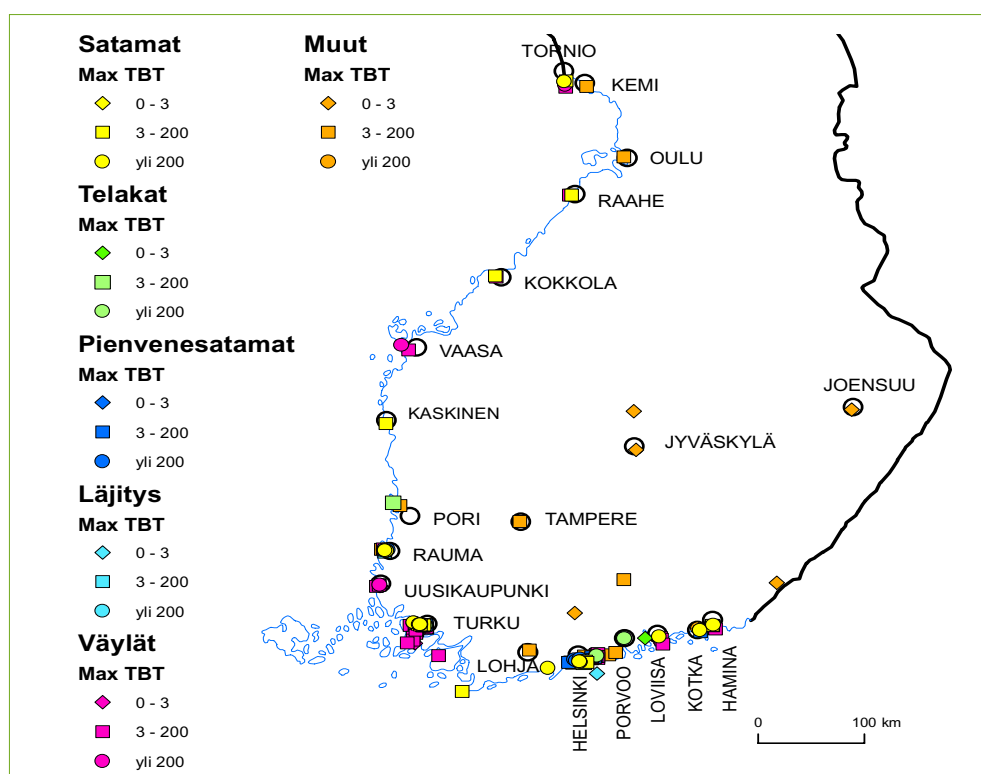 Satamat
Max TBT
0 - 3
3 - 200
yli 200
Telakat
Max TBT
0 - 3
3 - 200
yli 200
Pienvenesatamat
Max TBT
0 - 3
3 - 200
yli 200
Läjitys
Max TBT
0 - 3
3 - 200
yli 200
Väylät
Max TBT
0 - 3
3 - 200
yli 200
Muut
Max TBT
0 - 3
3 - 200
yli 200
TORNIO
KEMI
OULU
RAAHE
KOKKOLA
VAASA
JOENSUU
KASKINEN
JYVÄSKYLÄ
PORI
TAMPERE
RAUMA
UUSIKAUPUNKI
TURKU
LOHJA
HELSINKI
PORVOO
LOVIISA
KOTKA
HAMINA
0
100 km